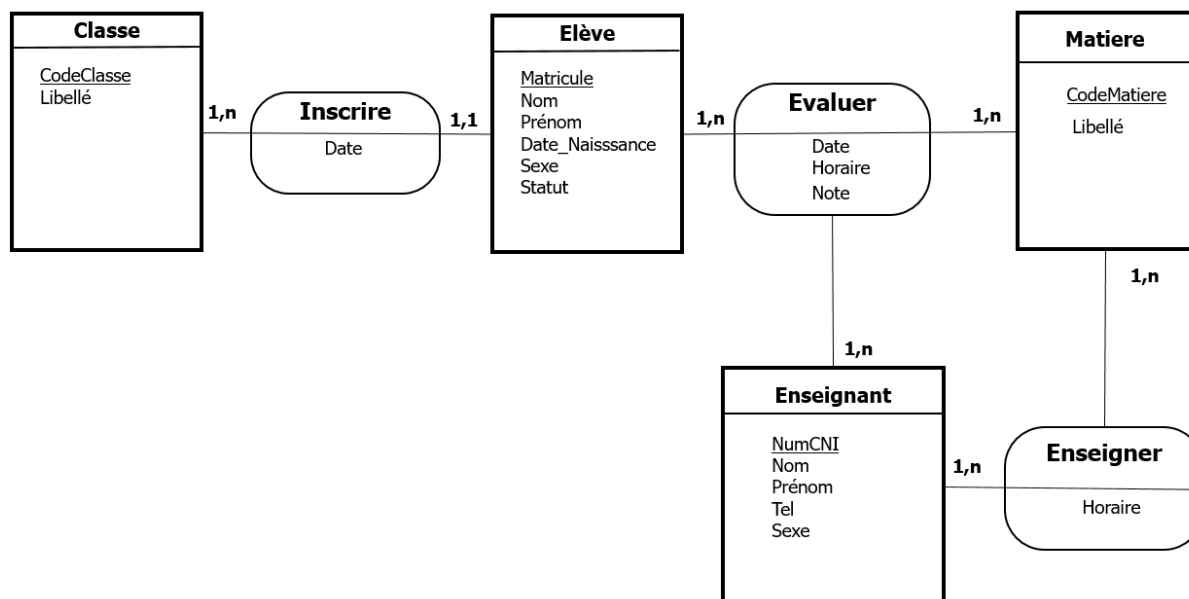 Classe
CodeClasse
Libellé
1,n
Inscrire
Date
1,1
Elève
Matricule
Nom
Prénom
Date_Naisssance
Sexe
Statut
1,n
Evaluer
Date
Horaire
Note
1,n
Matiere
CodeMatiere
Libellé
1,n
1,n
Enseignant
NumCNI
Nom
Prénom
Tel
Sexe
1,n
Enseigner
Horaire